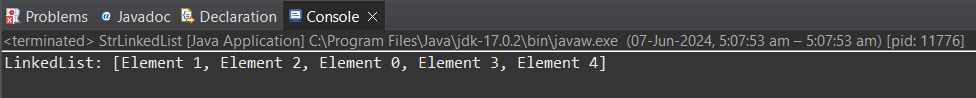 Problems @ Javadoc Declaration Console
<terminated> StrLinkedList [Java Application] C:\Program Files\Java\jdk-17.0.2\bin\javaw.exe (07-Jun-2024, 5:07:53 am – 5:07:53 am) [pid: 11776]
LinkedList: [Element 1, Element 2, Element 0, Element 3, Element 4]